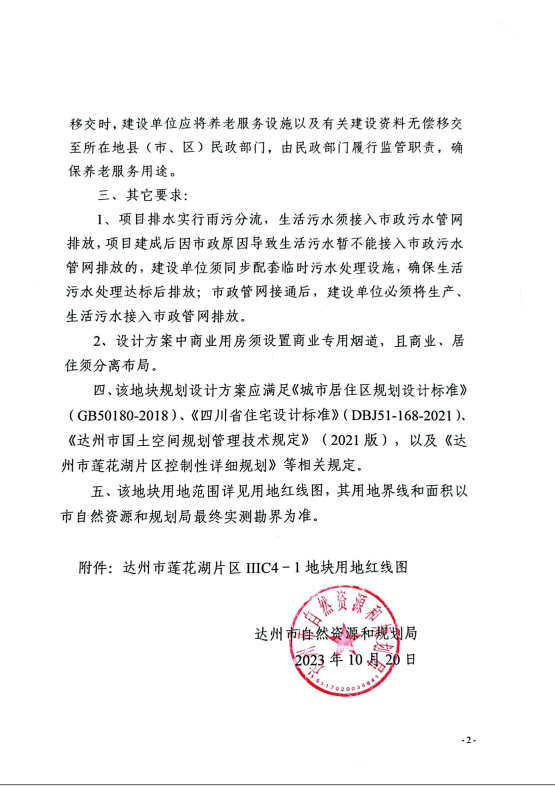 移交时，建设单位应将养老服务设施以及有关建设资料无偿移交
至所在地县（市、区）民政部门，由民政部门履行监管职责，确
保养老服务用途。
三、其它要求：
1、项目排水实行雨污分流，生活污水须接入市政污水管网
排放，项目建成后因市政原因导致生活污水暂不能接入市政污水
管网排放的，建设单位须同步配套临时污水处理设施，确保生活
污水处理达标后排放；市政管网接通后，建设单位必须将生产、
生活污水接入市政管网排放。
2、设计方案中商业用房须设置商业专用烟道，且商业、居
住须分离布局。
四、该地块规划设计方案应满足《城市居住区规划设计标准》
（GB50180-2018）、《四川省住宅设计标准》（DBJ51-168-2021）、
《达州市国土空间规划管理技术规定》（2021 版），以及《达
州市莲花湖片区控制性详细规划》等相关规定。
五、该地块用地范围详见用地红线图，其用地界线和面积以
市自然资源和规划局最终实测勘界为准。
附件：达州市莲花湖片区 IIIC4－1 地块用地红线图
达州市自然资源和规划局
2023 年 10 月 20 日
达州市自然资源和规划局
- 2 -